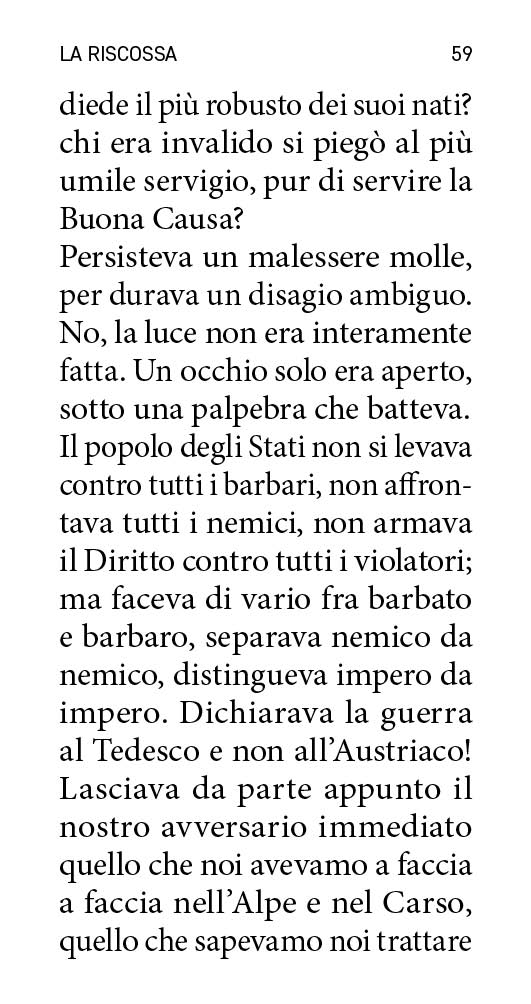 LA RISCOSSA 59
diede il più robusto dei suoi nati?
chi era invalido si piegò al più
umile servigio, pur di servire la
Buona Causa?
Persisteva un malessere molle,
per durava un disagio ambiguo.
No, la luce non era interamente
fatta. Un occhio solo era aperto,
sotto una palpebra che batteva.
Il popolo degli Stati non si levava
contro tutti i barbari, non affron-
tava tutti i nemici, non armava
il Diritto contro tutti i violatori;
ma faceva di vario fra barbato
e barbaro, separava nemico da
nemico, distingueva impero da
impero. Dichiarava la guerra
al Tedesco e non all’Austriaco!
Lasciava da parte appunto il
nostro avversario immediato
quello che noi avevamo a faccia
a faccia nell’Alpe e nel Carso,
quello che sapevamo noi trattare